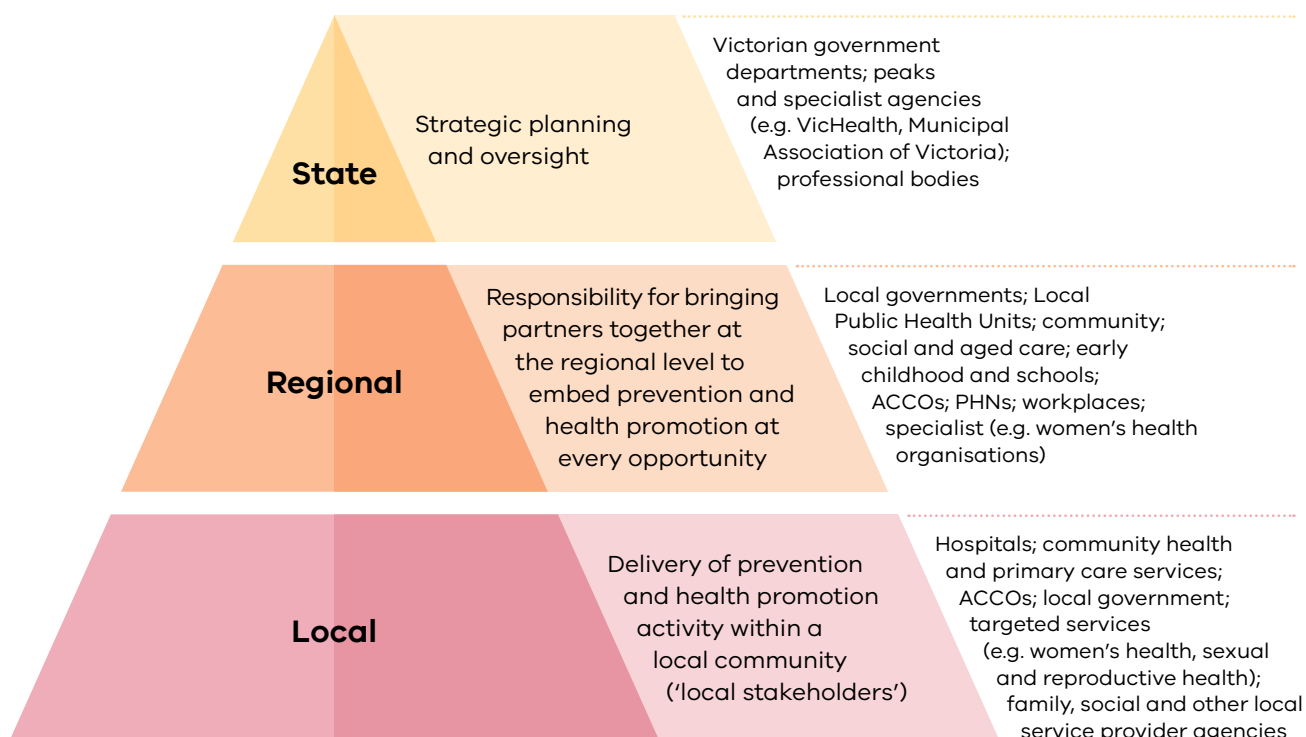 State
Strategic planning
and oversight
Victorian government
departments; peaks
and specialist agencies
(e.g. VicHealth, Municipal
Association of Victoria);
professional bodies
Regional
Responsibility for bringing
partners together at
the regional level to
embed prevention and
health promotion at
every opportunity
Local governments; Local
Public Health Units; community;
social and aged care; early
childhood and schools;
ACCOs; PHNs; workplaces;
specialist (e.g. women’s health
organisations)
Local
Delivery of prevention
and health promotion
activity within a
local community
(‘local stakeholders’)
Hospitals; community health
and primary care services;
ACCOs; local government;
targeted services
(e.g. women’s health, sexual
and reproductive health);
family, social and other local
service provider agencies